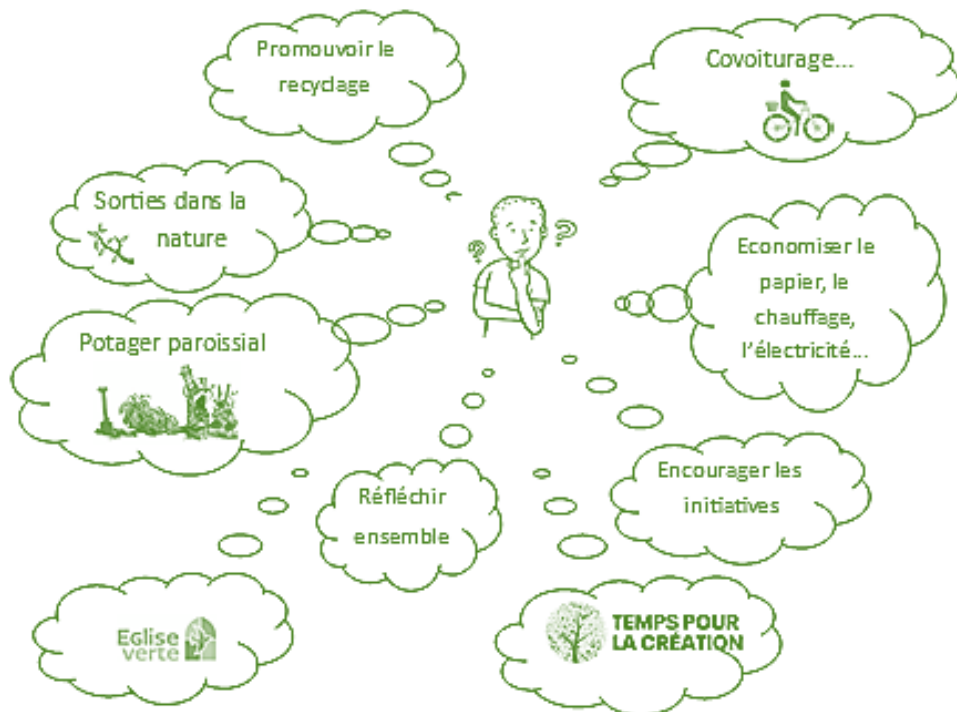 Promouvoir le
recyclage
Covoiturage...
Sorties dans la
nature
Economiser le
papier, le
chauffage,
l'électricité...
Potager paroissial
Encourager les
initiatives
Réfléchir
ensemble
Eglise
verte
TEMPS POUR
LA CRÉATION
? ?